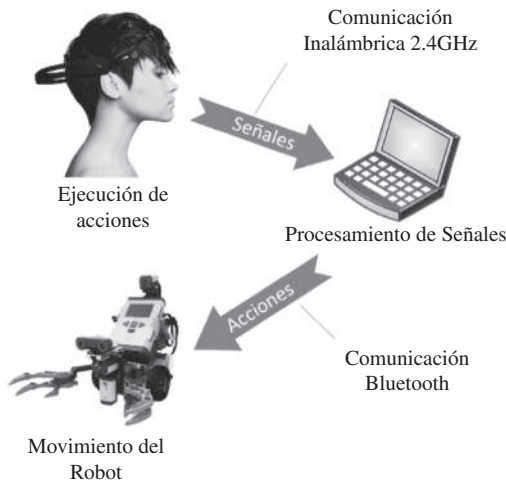 Comunicación
Inalámbrica 2.4GHz
Señales
Ejecución de
acciones
Procesamiento de Señales
Acciones
Comunicación
Bluetooth
Movimiento del
Robot